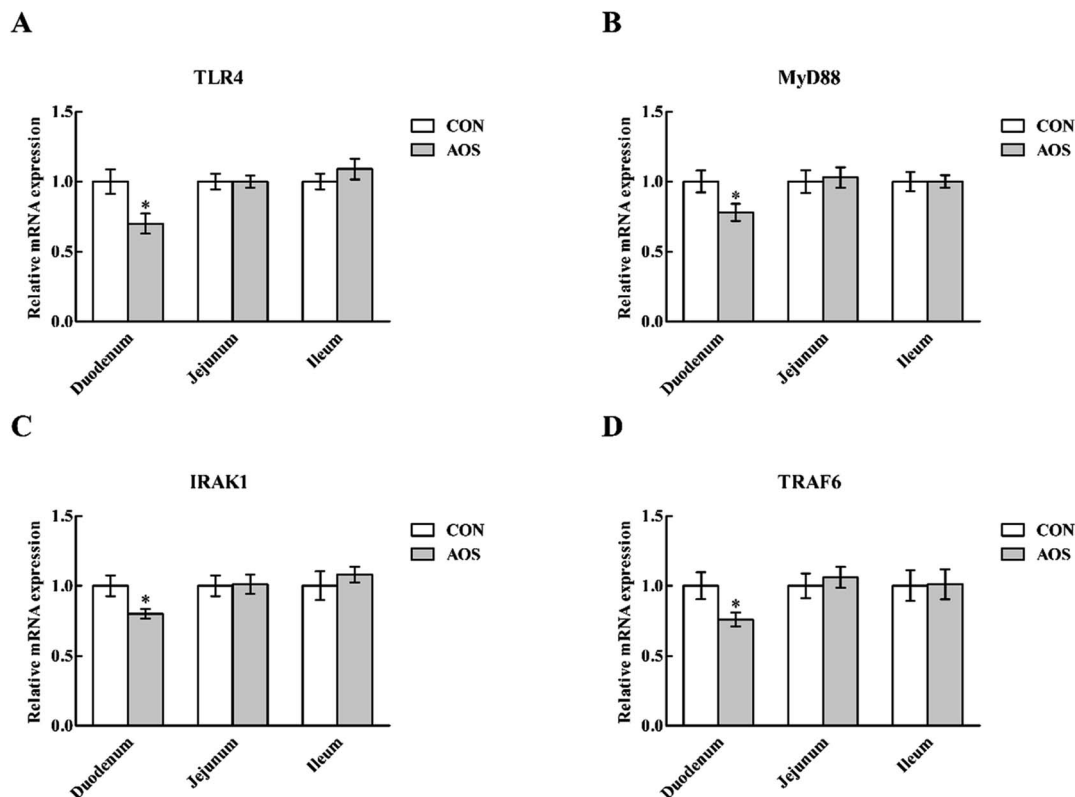 A
TLR4
Relative mRNA expression
1.5
1.0
0.5
0.0
*
Duodenum
Jejunum
Ileum
CON
AOS
B
MyD88
Relative mRNA expression
1.5
1.0
0.5
0.0
*
Duodenum
Jejunum
Ileum
CON
AOS
C
IRAK1
Relative mRNA expression
1.5
1.0
0.5
0.0
*
Duodenum
Jejunum
Ileum
CON
AOS
D
TRAF6
Relative mRNA expression
1.5
1.0
0.5
0.0
*
Duodenum
Jejunum
Ileum
CON
AOS